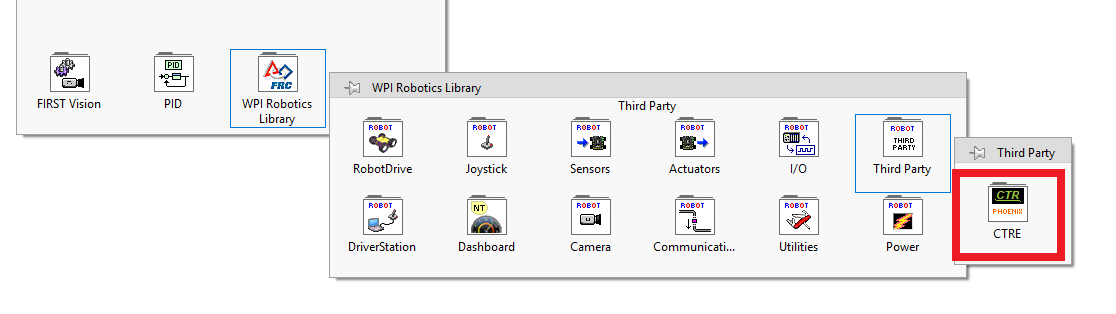 PID
FRC
FIRST Vision
PID
WPI Robotics
Library
WPI Robotics Library
Third Party
ROBOT
ROBOT
ROBOT
ROBOT
ROBOT
ROBOT
THIRD
PARTY
RobotDrive
Joystick
Sensors
Actuators
I/O
Third Party
ROBOT
NT
ROBOT
ROBOT
ROBOT
ROBOT
DriverStation
Dashboard
Camera
Communicati...
Utilities
Power
Third Party
CTR
PHOENIX
CTRE